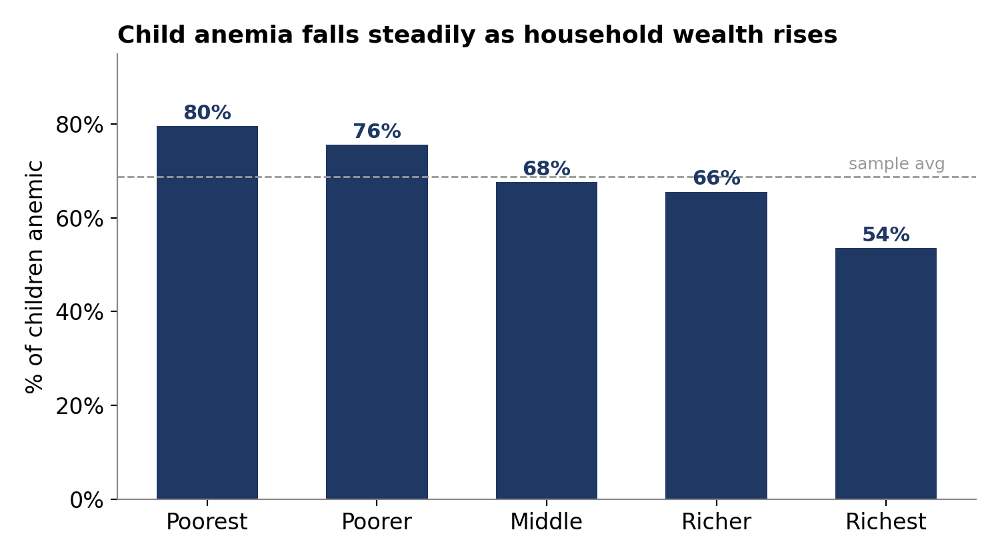 Child anemia falls steadily as household wealth rises
% of children anemic
80%
60%
40%
20%
0%
80%
76%
68%
66%
54%
sample avg
Poorest
Poorer
Middle
Richer
Richest